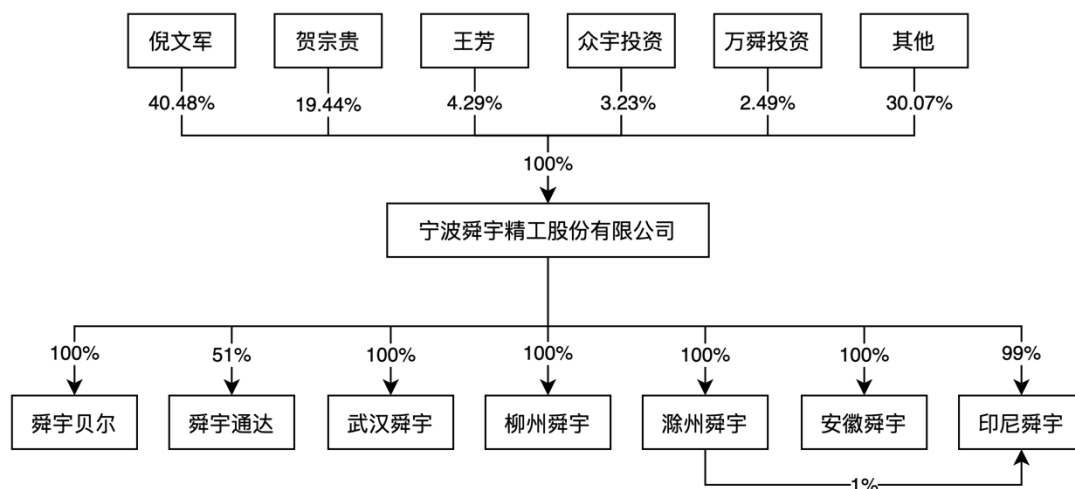 倪文军 贺宗贵 王芳 众宇投资 万舜投资 其他
40.48% 19.44% 4.29% 3.23% 2.49% 30.07%
100%
宁波舜宇精工股份有限公司
100% 51% 100% 100% 100% 100% 99%
舜宇贝尔 舜宇通达 武汉舜宇 柳州舜宇 滁州舜宇 安徽舜宇 印尼舜宇
1%